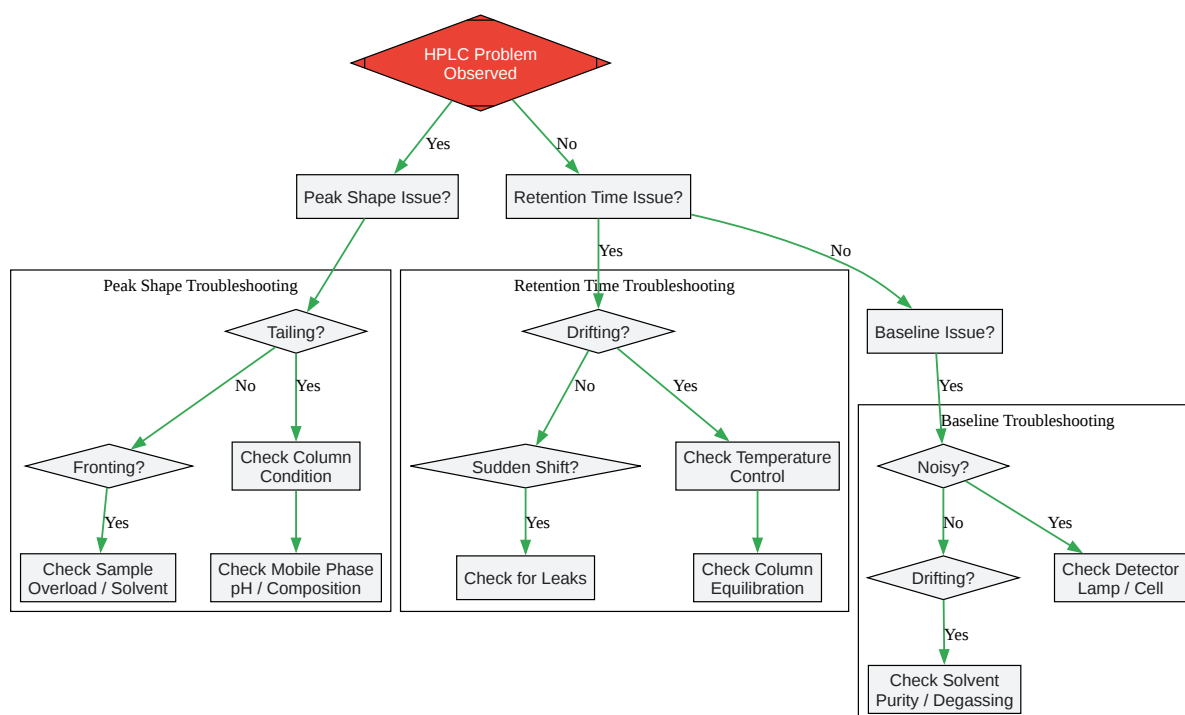 HPLC Problem
Observed
Yes
No
Peak Shape Issue?
Retention Time Issue?
Yes
No
Peak Shape Troubleshooting
Retention Time Troubleshooting
Tailing?
Drifting?
Baseline Issue?
No
Yes
No
Yes
Yes
Baseline Troubleshooting
Fronting?
Check Column
Condition
Sudden Shift?
Check Temperature
Control
Noisy?
Yes
Yes
No
Yes
Check Sample
Overload / Solvent
Check Mobile Phase
pH / Composition
Check for Leaks
Check Column
Equilibration
Drifting?
Check Detector
Lamp / Cell
Yes
Check Solvent
Purity / Degassing